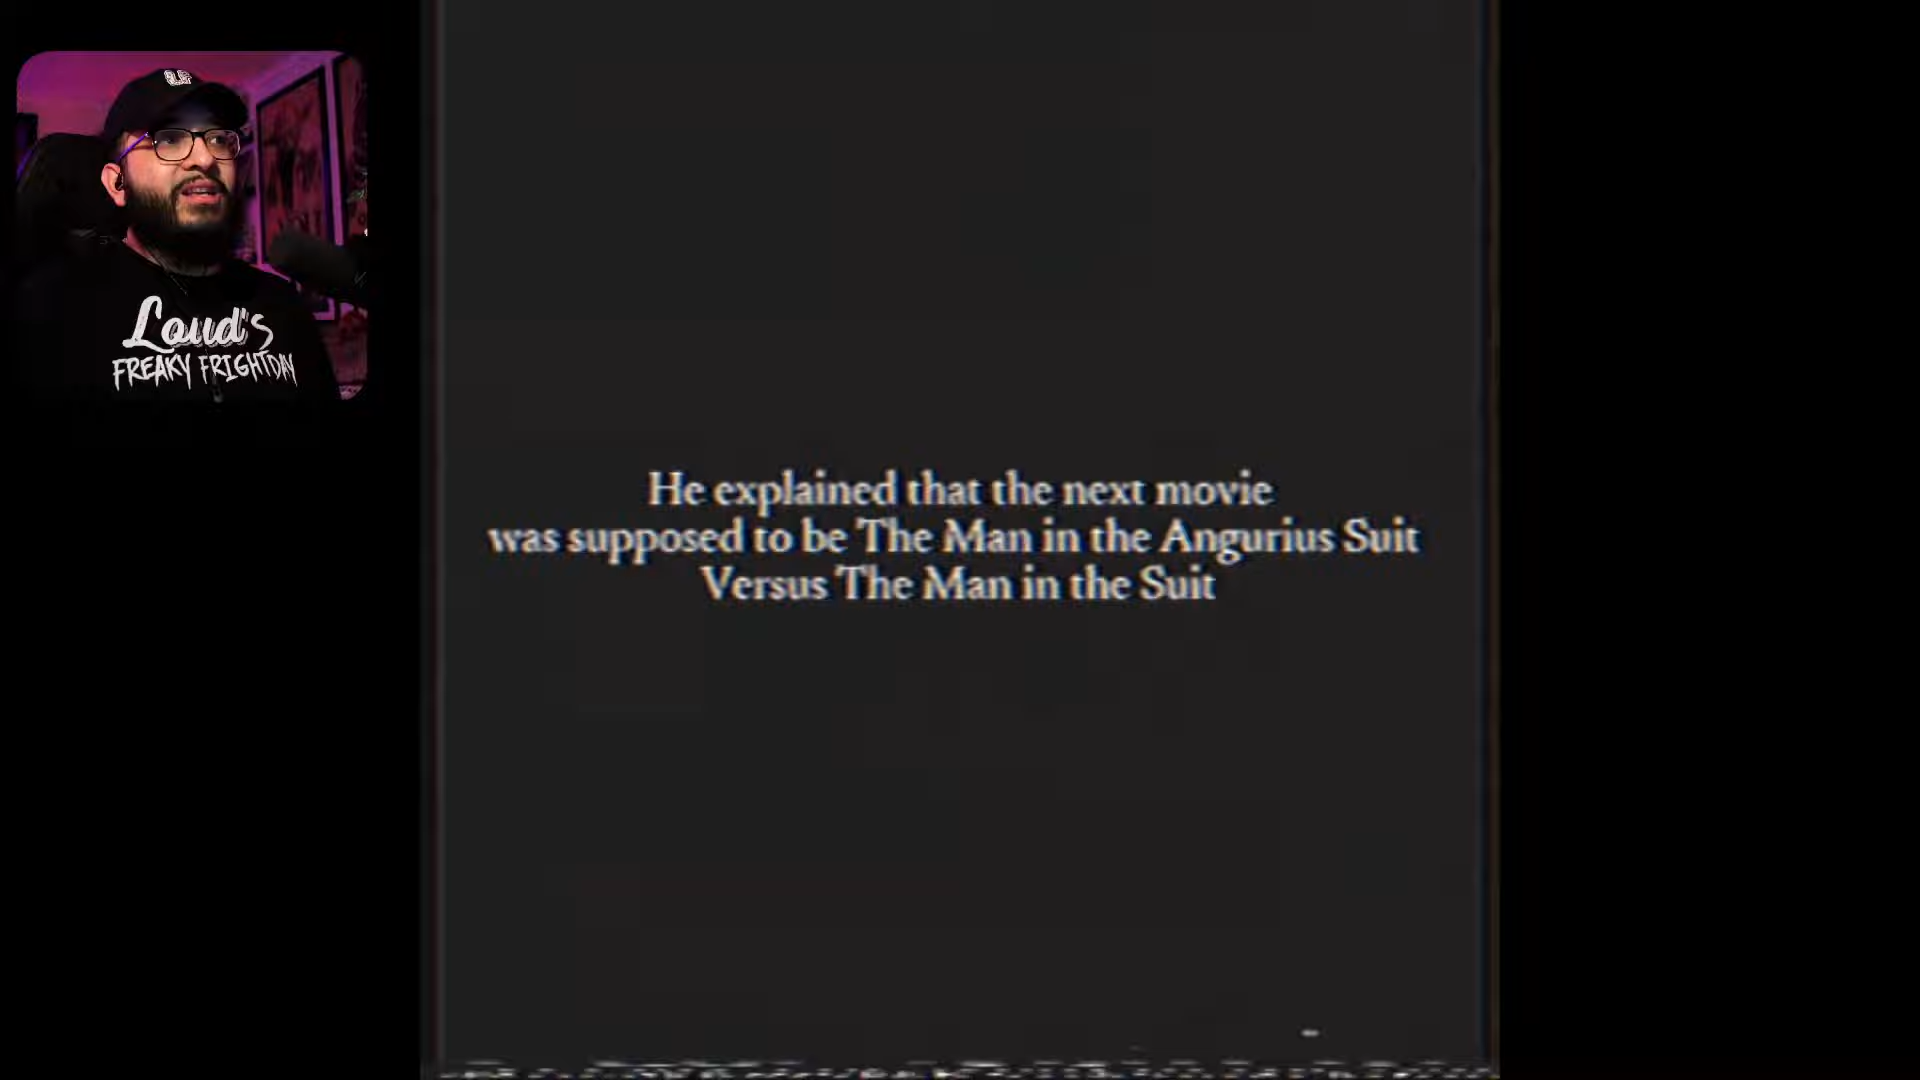 Loud's
FREAKY FRIGHTDAY
He explained that the next movie
was supposed to be The Man in the Angurius Suit
Versus The Man in the Suit